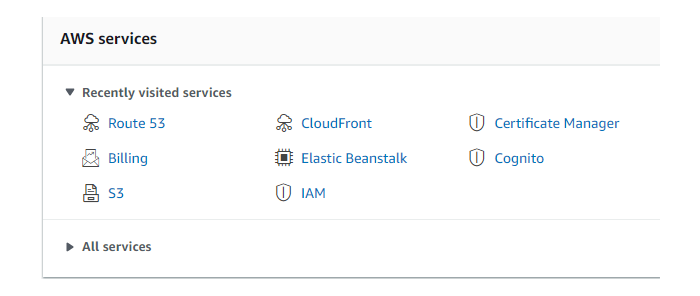 AWS services
Recently visited services
Route 53
CloudFront
Certificate Manager
Billing
Elastic Beanstalk
Cognito
S3
IAM
All services